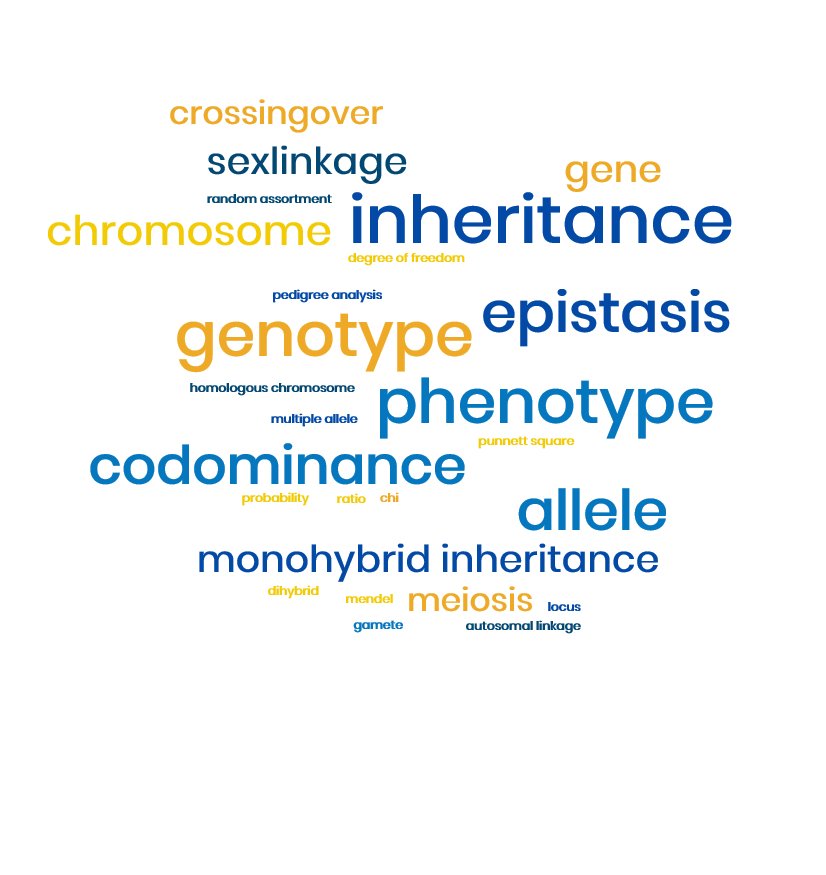 crossingover
sexlinkage
gene
random assortment
inheritance
chromosome
degree of freedom
pedigree analysis
epistasis
genotype
homologous chromosome
phenotype
multiple allele
punnett square
codominance
probability ratio chi
allele
monohybrid inheritance
dihybrid
mendel
meiosis
locus
gamete
autosomal linkage